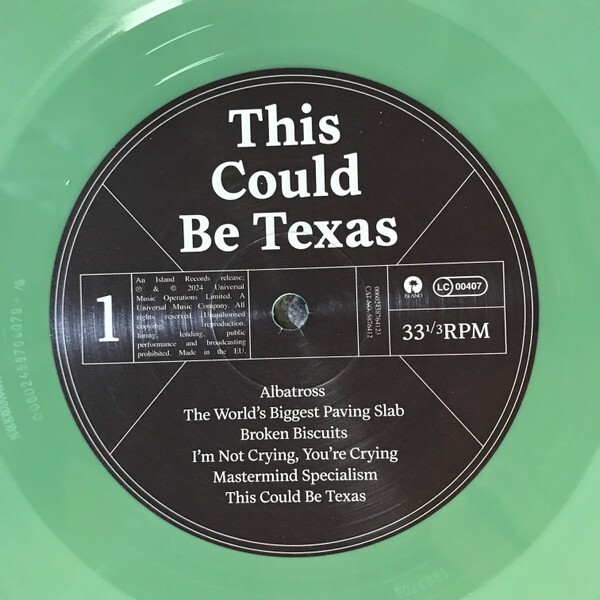 This
Could
Be Texas
1
An Island Records release;
℗ & © 2024 Universal
Music Operations Limited. A
Universal Music Company. All
rights reserved. Unauthorised
copying, reproduction,
hiring, lending, public
performance and broadcasting
prohibited. Made in the EU.
ISLAND
LC 00407
33 1/3 RPM
Albatross
The World's Biggest Paving Slab
Broken Biscuits
I'm Not Crying, You're Crying
Mastermind Specialism
This Could Be Texas